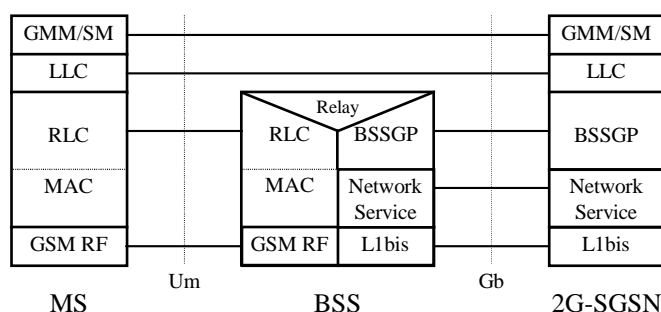 GMM/SM
LLC
RLC
MAC
GSM RF
MS
Um
Relay
RLC
BSSGP
MAC
Network
Service
GSM RF
L1bis
BSS
Gb
GMM/SM
LLC
BSSGP
Network
Service
L1bis
2G-SGSN